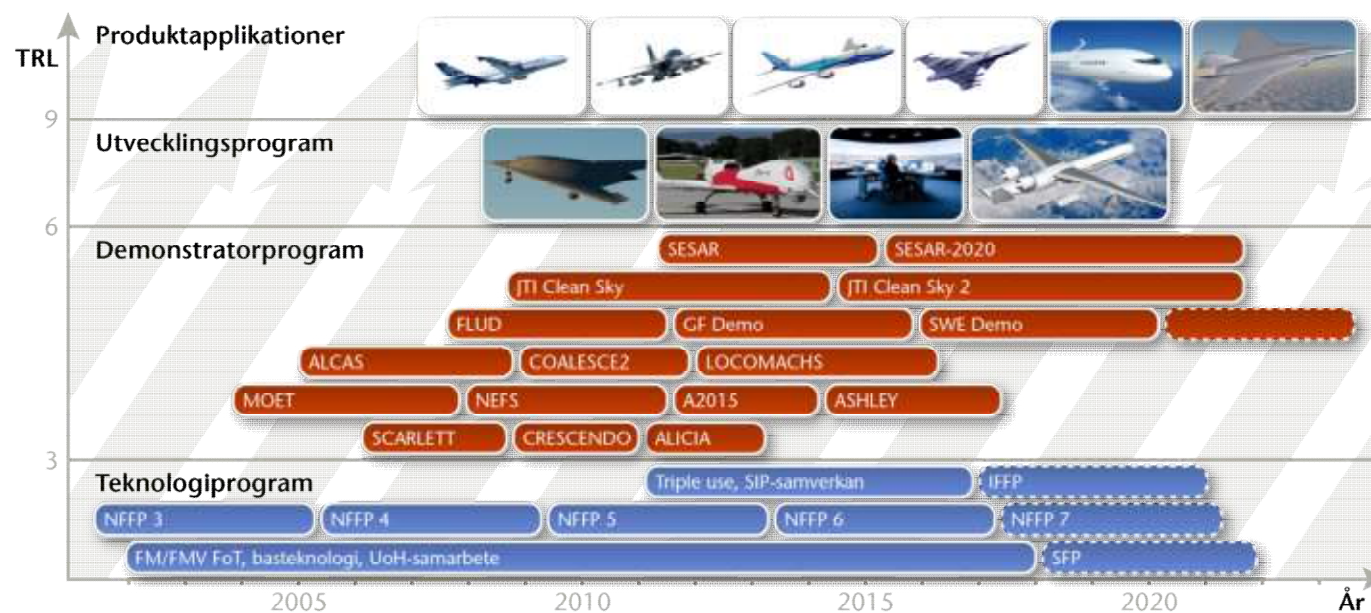 Produktapplikationer
TRL
9
Utvecklingsprogram
6
Demonstratorprogram
SESAR
SESAR-2020
JTI Clean Sky
JTI Clean Sky 2
FLUD
GF Demo
SWE Demo
ALCAS
COALESCE2
LOCOMACHS
MOET
NEFS
A2015
ASHLEY
SCARLETT
CRESCENDO
ALICIA
3
Teknologiprogram
Triple use, SIP-samverkan
IFFP
NFFP 3
NFFP 4
NFFP 5
NFFP 6
NFFP 7
FM/FMV FoT, basteknologi, UoH-samarbete
SFP
2005
2010
2015
2020
År